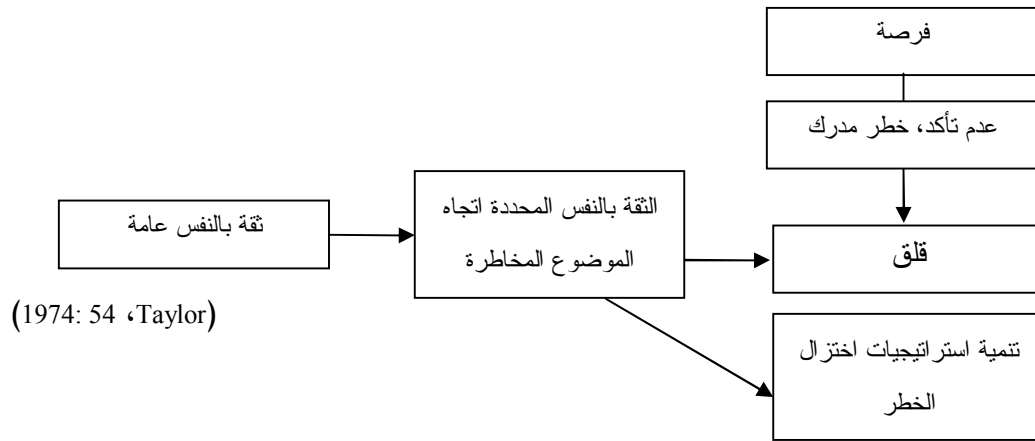 فرصة
عدم تأكد، خطر مدرك
قلق
ثقة بالنفس عامة
الثقة بالنفس المحددة اتجاه
الموضوع المخاطرة
تنمية استراتيجيات اختزال
الخطر
(Taylor، 1974: 54)